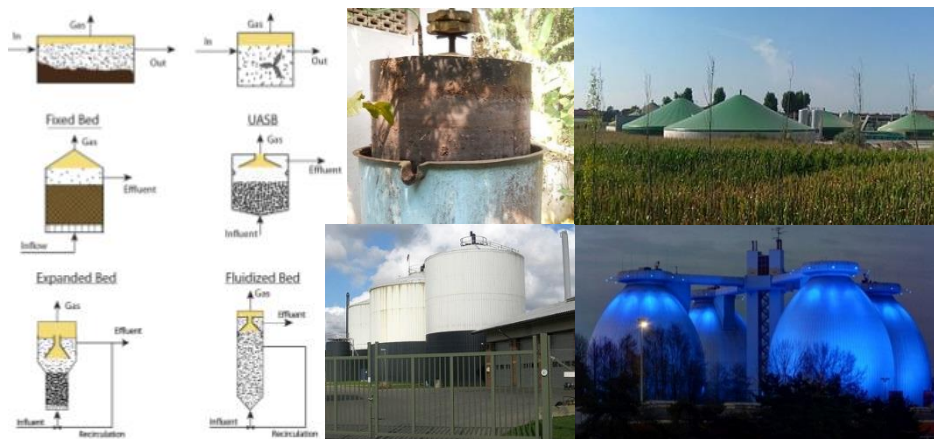 Gas
Gas
In
In
Out
Out
Fixed Bed
UASB
Gas
Gas
Effluent
Effluent
Inflow
Influent
Expanded Bed
Fluidized Bed
Gas
Gas
Effluent
Effluent
Influent
Influent
Recirculation
Recirculation